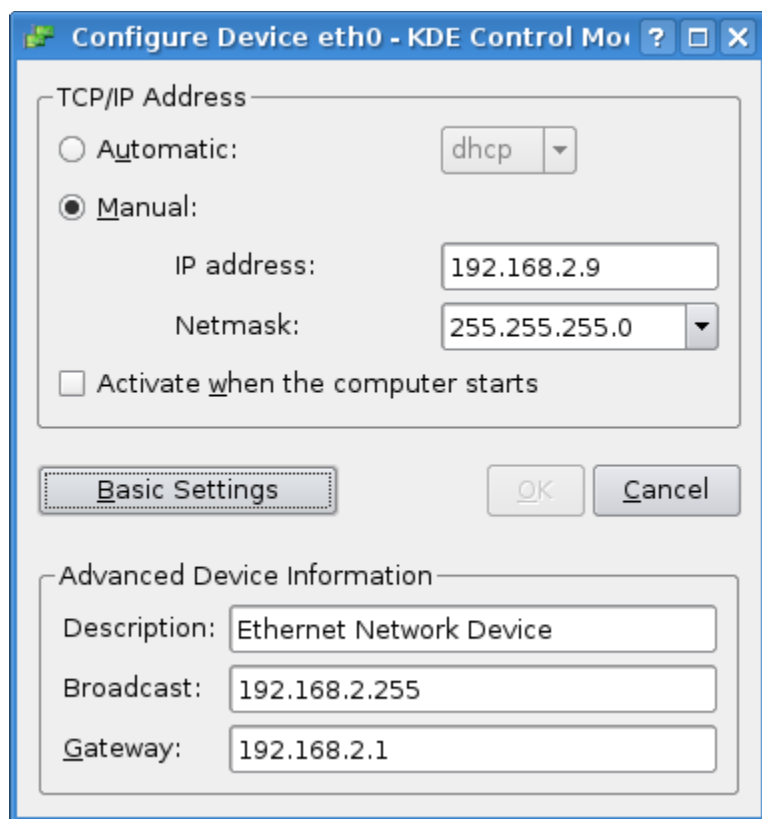 Configure Device eth0 - KDE Control Mo
TCP/IP Address
Automatic: dhcp
Manual:
IP address: 192.168.2.9
Netmask: 255.255.255.0
Activate when the computer starts
Basic Settings OK Cancel
Advanced Device Information
Description: Ethernet Network Device
Broadcast: 192.168.2.255
Gateway: 192.168.2.1